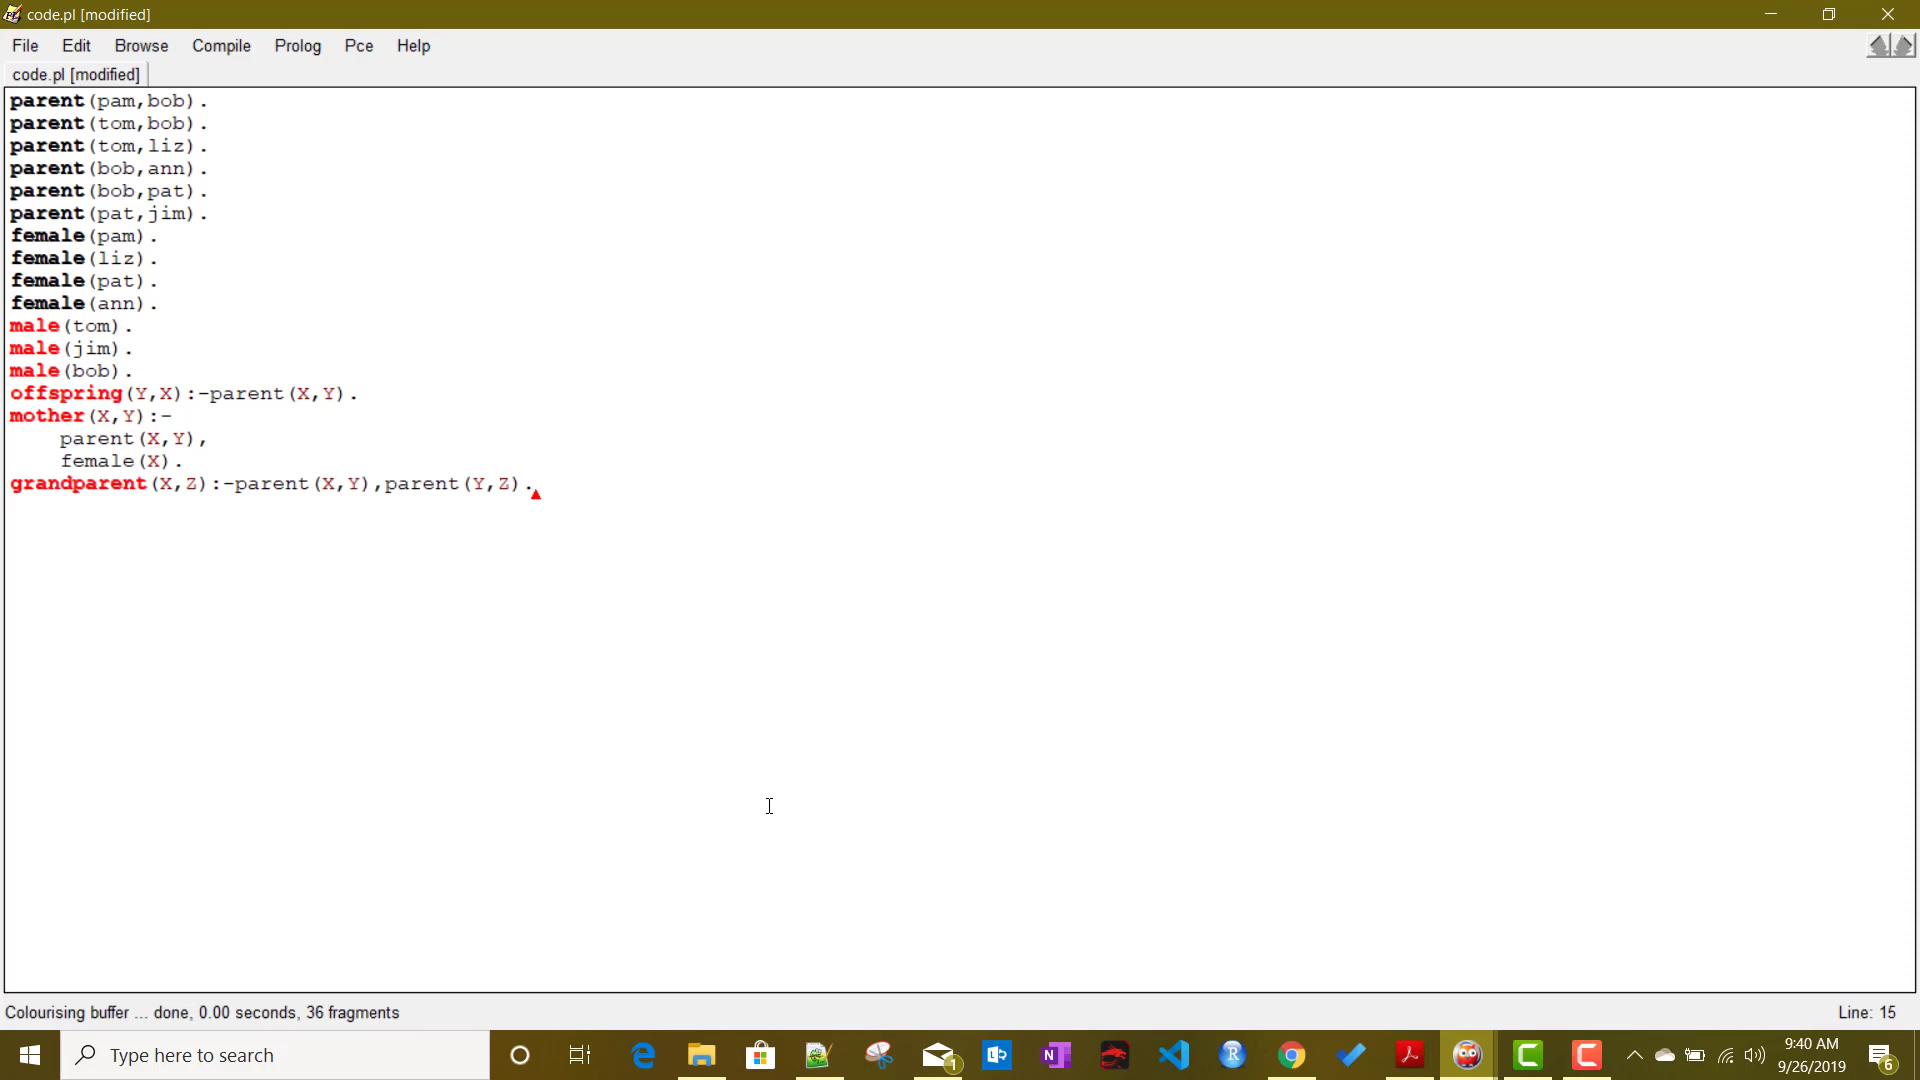 code.pl [modified]
File Edit Browse Compile Prolog Pce Help
code.pl [modified]
parent(pam,bob).
parent(tom,bob).
parent(tom,liz).
parent(bob,ann).
parent(bob,pat).
parent(pat,jim).
female(pam).
female(liz).
female(pat).
female(ann).
male(tom).
male(jim).
male(bob).
offspring(Y,X):-parent(X,Y).
mother(X,Y):-
    parent(X,Y),
    female(X).
grandparent(X,Z):-parent(X,Y),parent(Y,Z).
Colourising buffer ... done, 0.00 seconds, 36 fragments
Line: 15
Type here to search
1
9:40 AM
9/26/2019
6